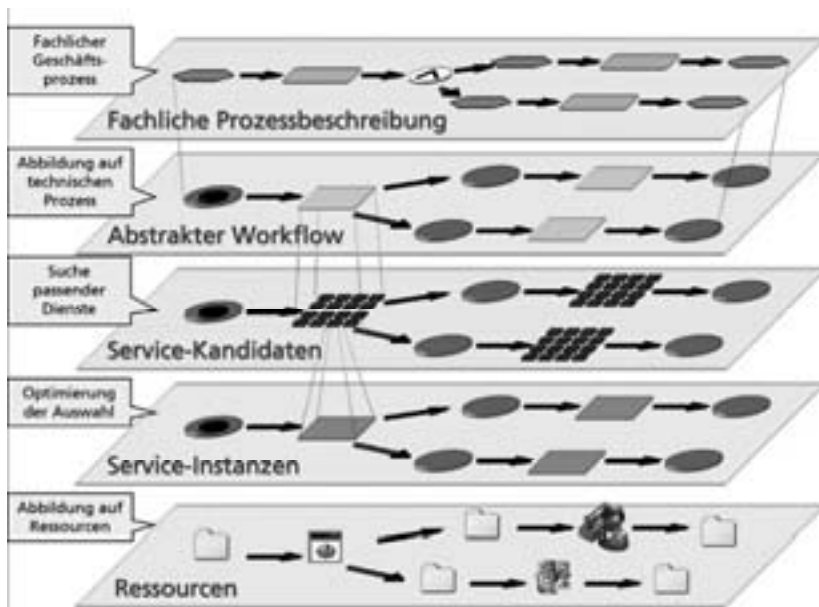 Fachlicher
Geschäfts-
prozess
Fachliche Prozessbeschreibung
Abbildung auf
technischen
Prozess
Abstrakter Workflow
Suche
passender
Dienste
Service-Kandidaten
Optimierung
der Auswahl
Service-Instanzen
Abbildung auf
Ressourcen
Ressourcen